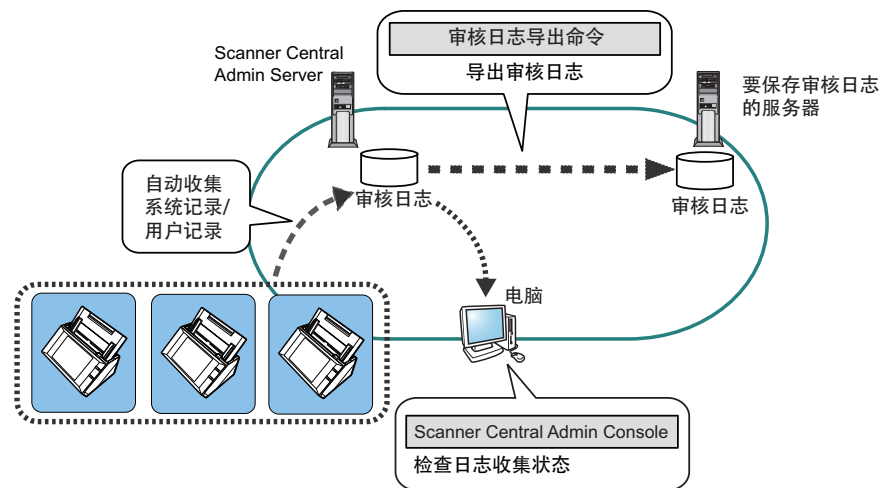 审核日志导出命令
导出审核日志
Scanner Central
Admin Server
要保存审核日志
的服务器
自动收集
系统记录/
用户记录
审核日志
审核日志
电脑
Scanner Central Admin Console
检查日志收集状态